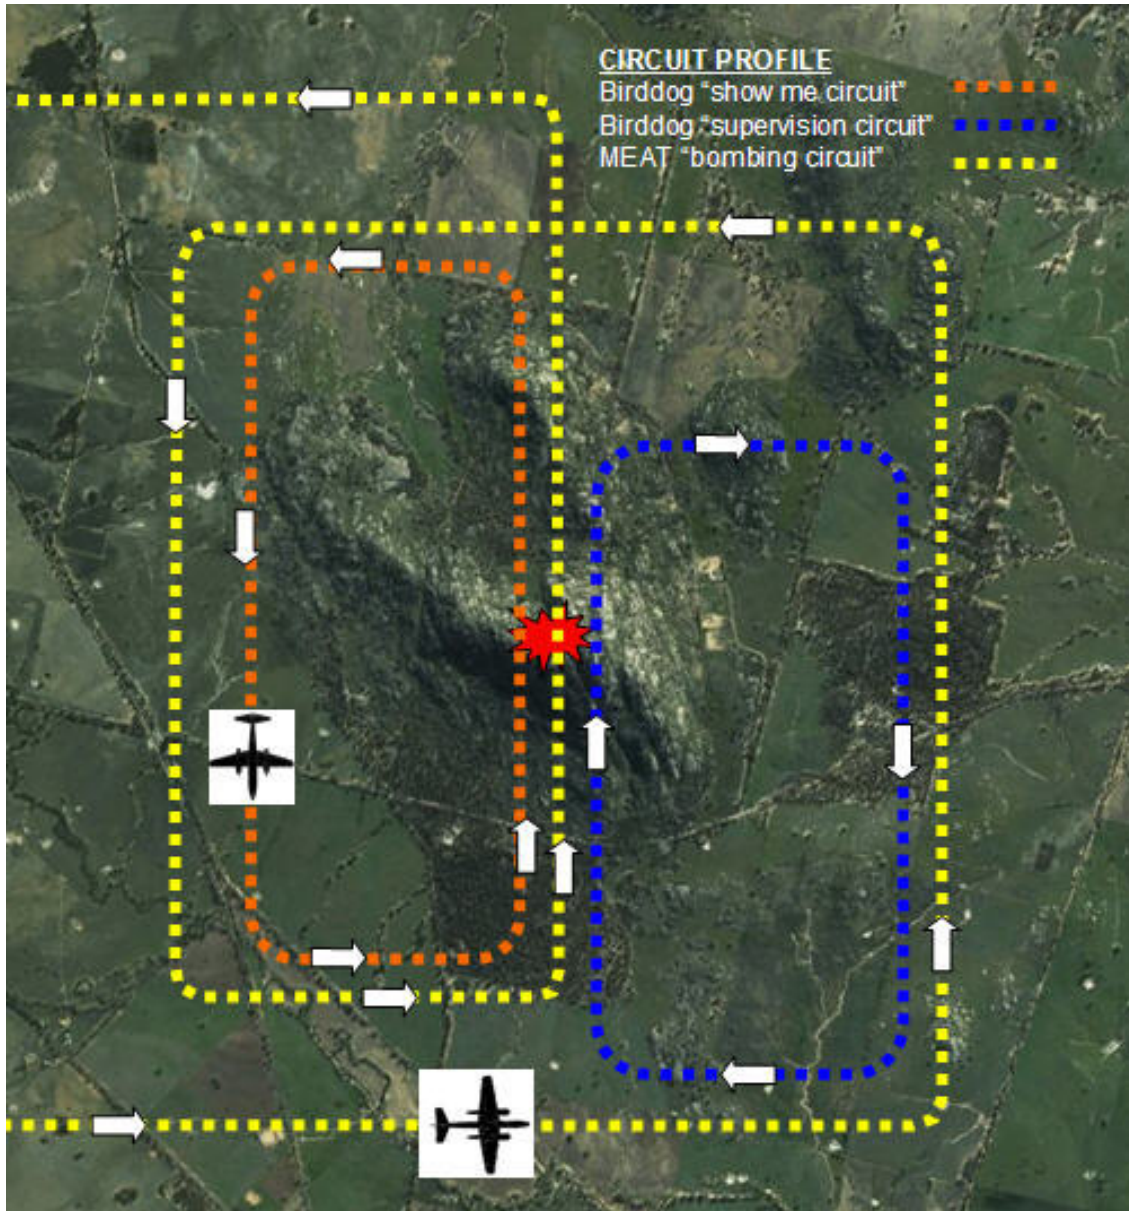 CIRCUIT PROFILE
Birddog “show me circuit”
Birddog “supervision circuit”
MEAT “bombing circuit”